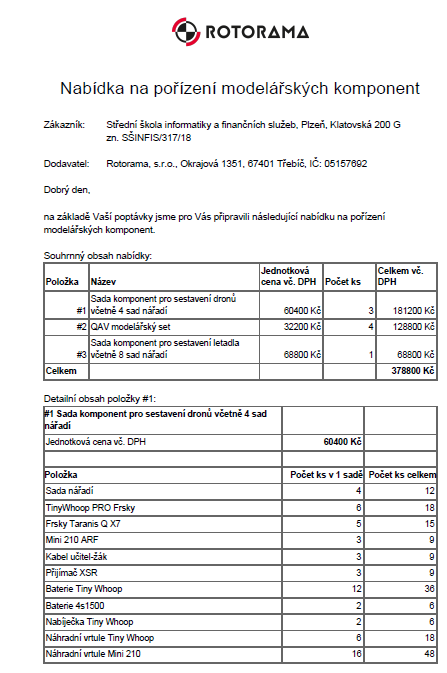 ROTORAMA
Nabídka na pořízení modelářských komponent
Zákazník: Střední škola informatiky a finančních služeb, Plzeň, Klatovská 200 G
zn. SŠINFIS/317/18
Dodavatel: Rotorama, s.r.o., Okrajová 1351, 67401 Třebíč, IČ: 05157692
Dobrý den,
na základě Vaší poptávky jsme pro Vás připravili následující nabídku na pořízení
modelářských komponent.
Souhrnný obsah nabídky:
Položka Název Jednotková cena vč. DPH Počet ks Celkem vč. DPH
#1 Sada komponent pro sestavení dronů včetně 4 sad nářadí 60400 Kč 3 181200 Kč
#2 QAV modelářský set 32200 Kč 4 128800 Kč
#3 Sada komponent pro sestavení letadla včetně 8 sad nářadí 68800 Kč 1 68800 Kč
Celkem 378800 Kč
Detailní obsah položky #1:
#1 Sada komponent pro sestavení dronů včetně 4 sad
nářadí
Jednotková cena vč. DPH 60400 Kč
Položka Počet ks v 1 sadě Počet ks celkem
Sada nářadí 4 12
TinyWhoop PRO Frsky 6 18
Frsky Taranis Q X7 5 15
Mini 210 ARF 3 9
Kabel učitel-žák 3 9
Přijímač XSR 3 9
Baterie Tiny Whoop 12 36
Baterie 4s1500 2 6
Nabíječka Tiny Whoop 2 6
Náhradní vrtule Tiny Whoop 6 18
Náhradní vrtule Mini 210 16 48